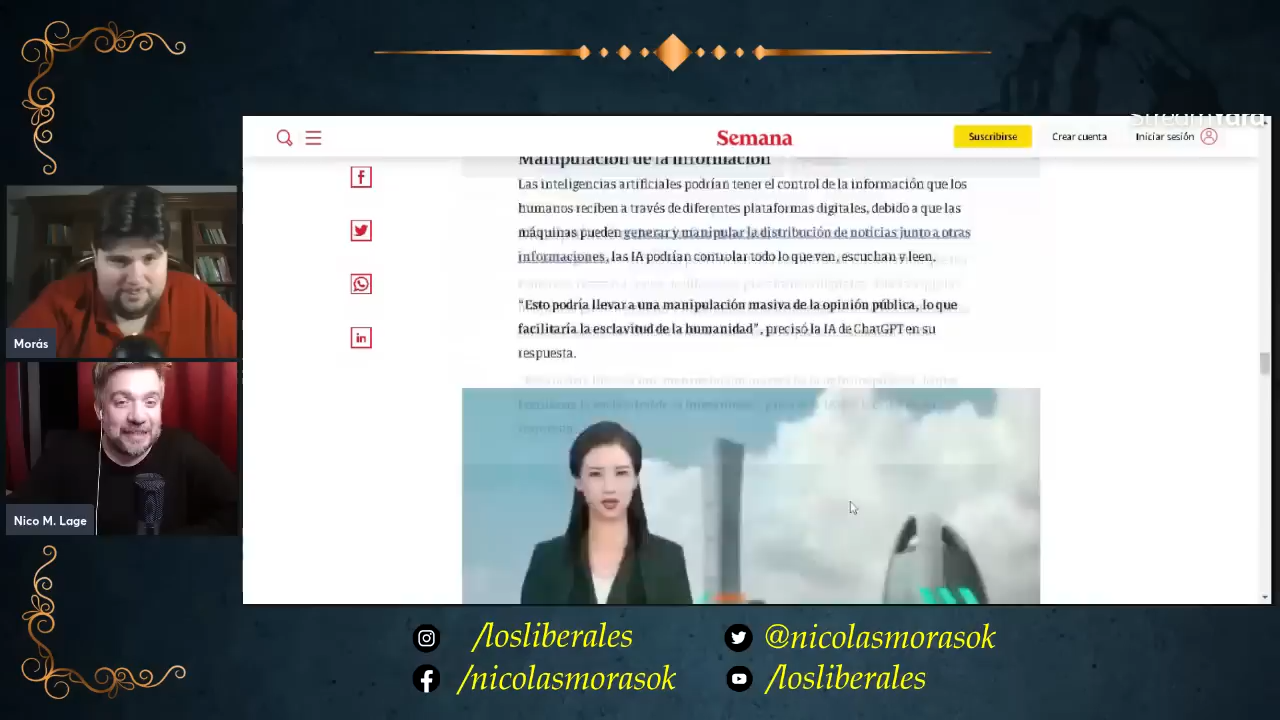 StreamYard
Semana
Suscribirse
Crear cuenta
Iniciar sesión
Manipulación de la información
Las inteligencias artificiales podrían tener el control de la información que los
humanos reciben a través de diferentes plataformas digitales, debido a que las
máquinas pueden generar y manipular la distribución de noticias junto a otras
informaciones, las IA podrían controlar todo lo que ven, escuchan y leen.
“Esto podría llevar a una manipulación masiva de la opinión pública, lo que
facilitaría la esclavitud de la humanidad”, precisó la IA de ChatGPT en su
respuesta.
Morás
Nico M. Lage
/losliberales
@nicolasmorasok
/nicolasmorasok
/losliberales